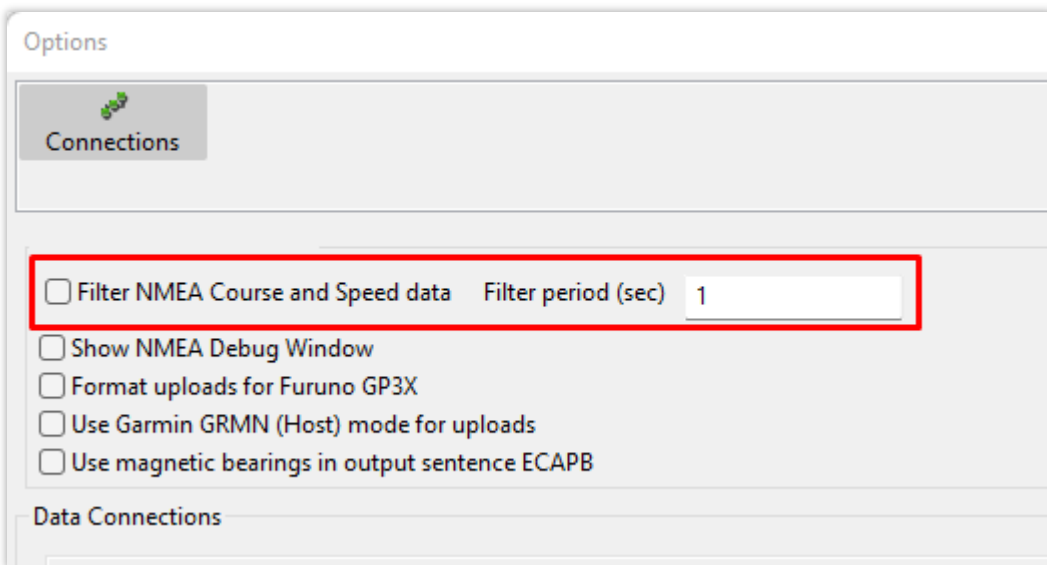 Options
Connections
Filter NMEA Course and Speed data Filter period (sec) 1
Show NMEA Debug Window
Format uploads for Furuno GP3X
Use Garmin GRMN (Host) mode for uploads
Use magnetic bearings in output sentence ECAPB
Data Connections